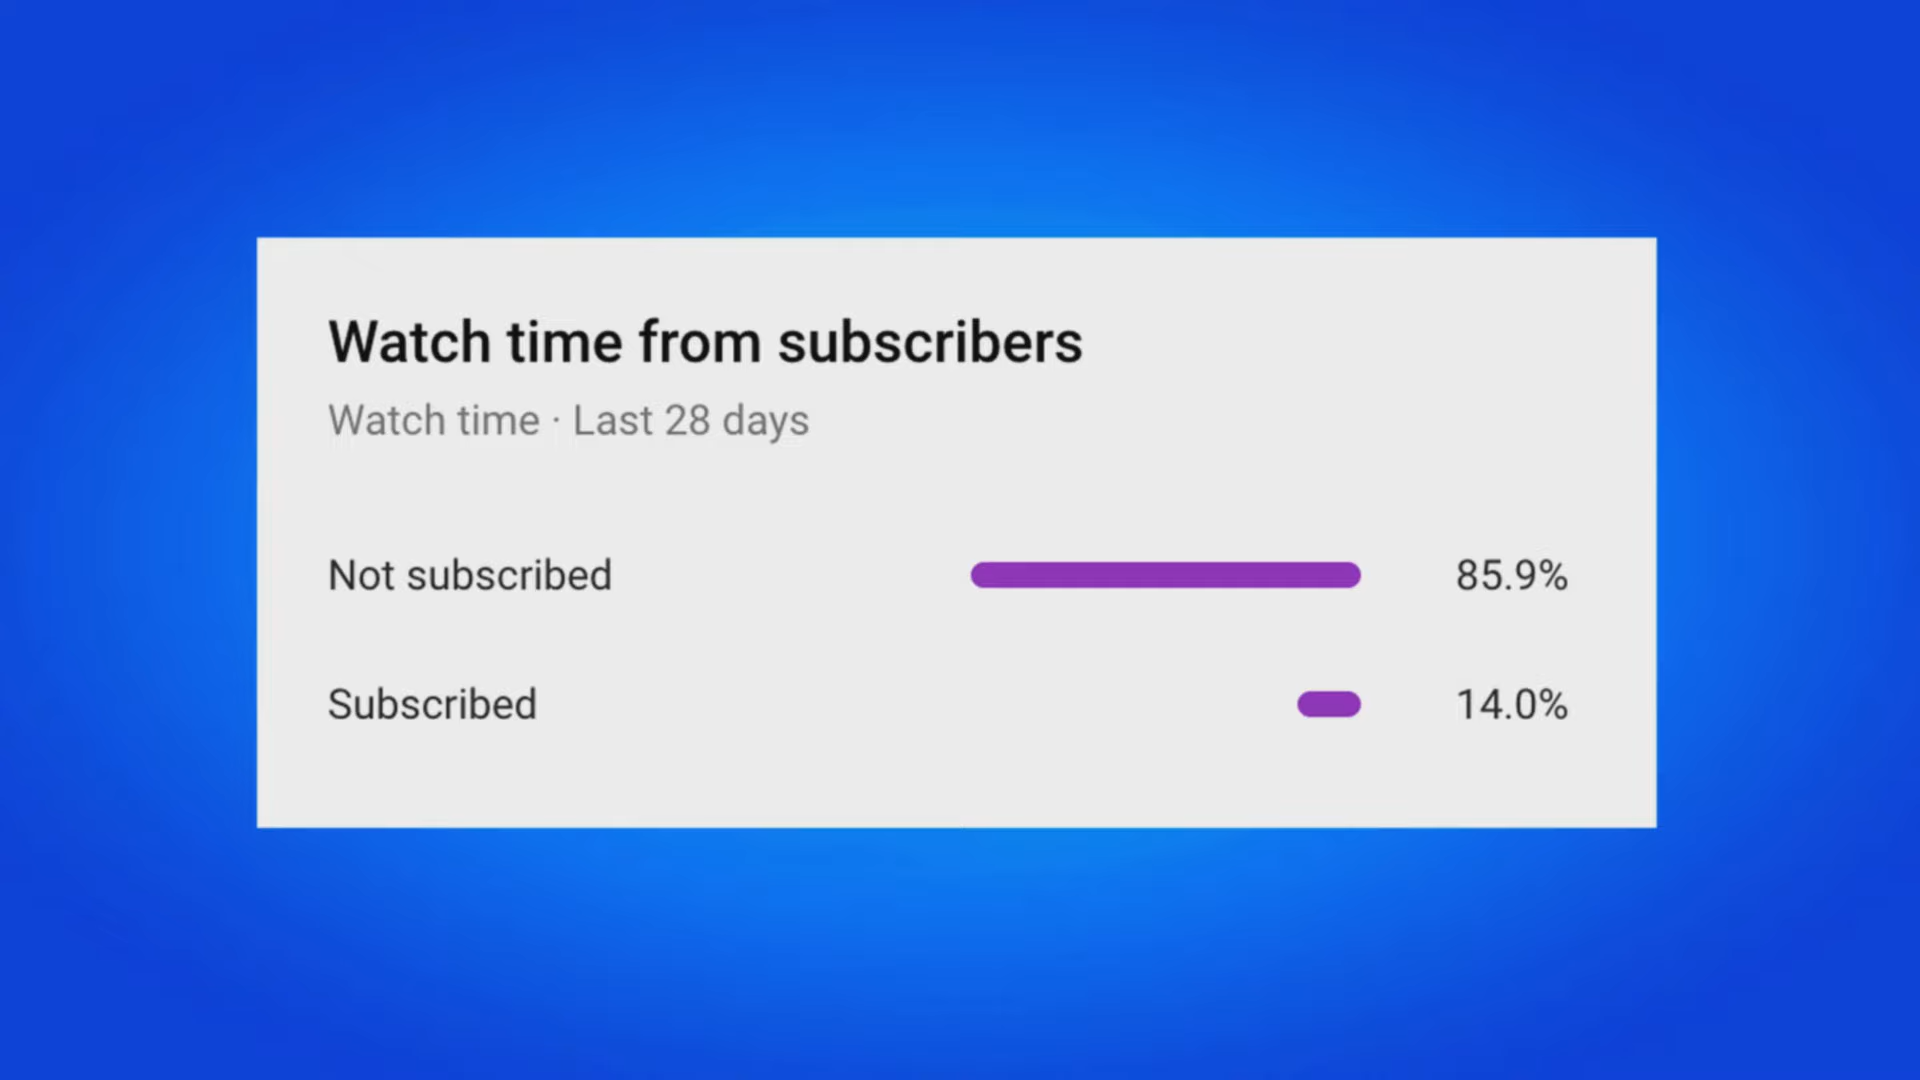 Watch time from subscribers
Watch time · Last 28 days
Not subscribed 85.9%
Subscribed 14.0%